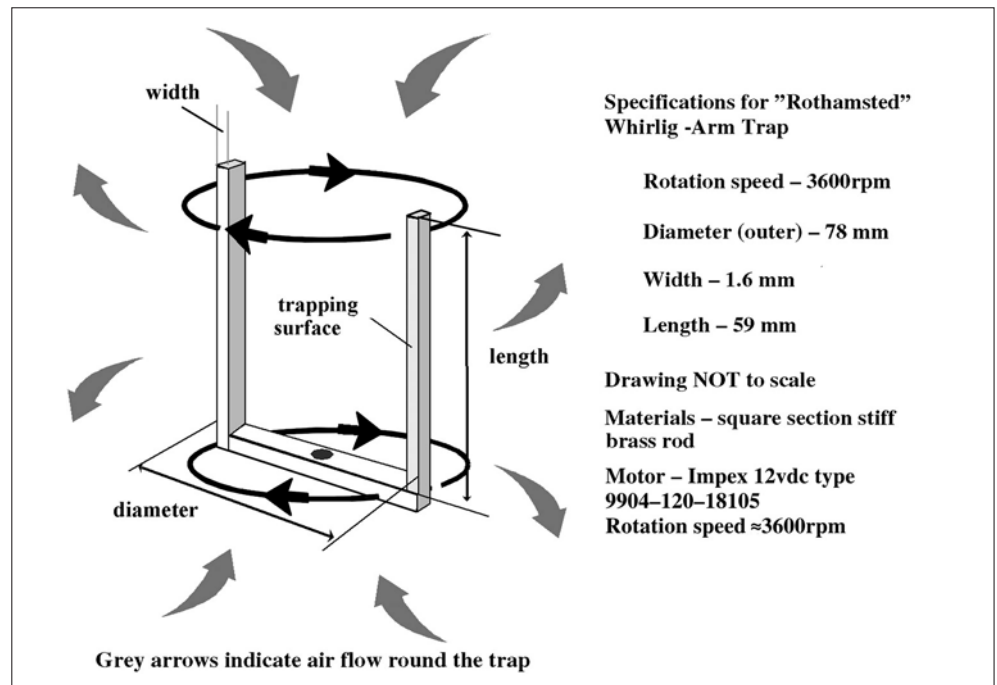 width
trapping
surface
length
diameter
Grey arrows indicate air flow round the trap
Specifications for ”Rothamsted”
Whirlig -Arm Trap
Rotation speed – 3600rpm
Diameter (outer) – 78 mm
Width – 1.6 mm
Length – 59 mm
Drawing NOT to scale
Materials – square section stiff
brass rod
Motor – Impex 12vdc type
9904–120–18105
Rotation speed ≈3600rpm